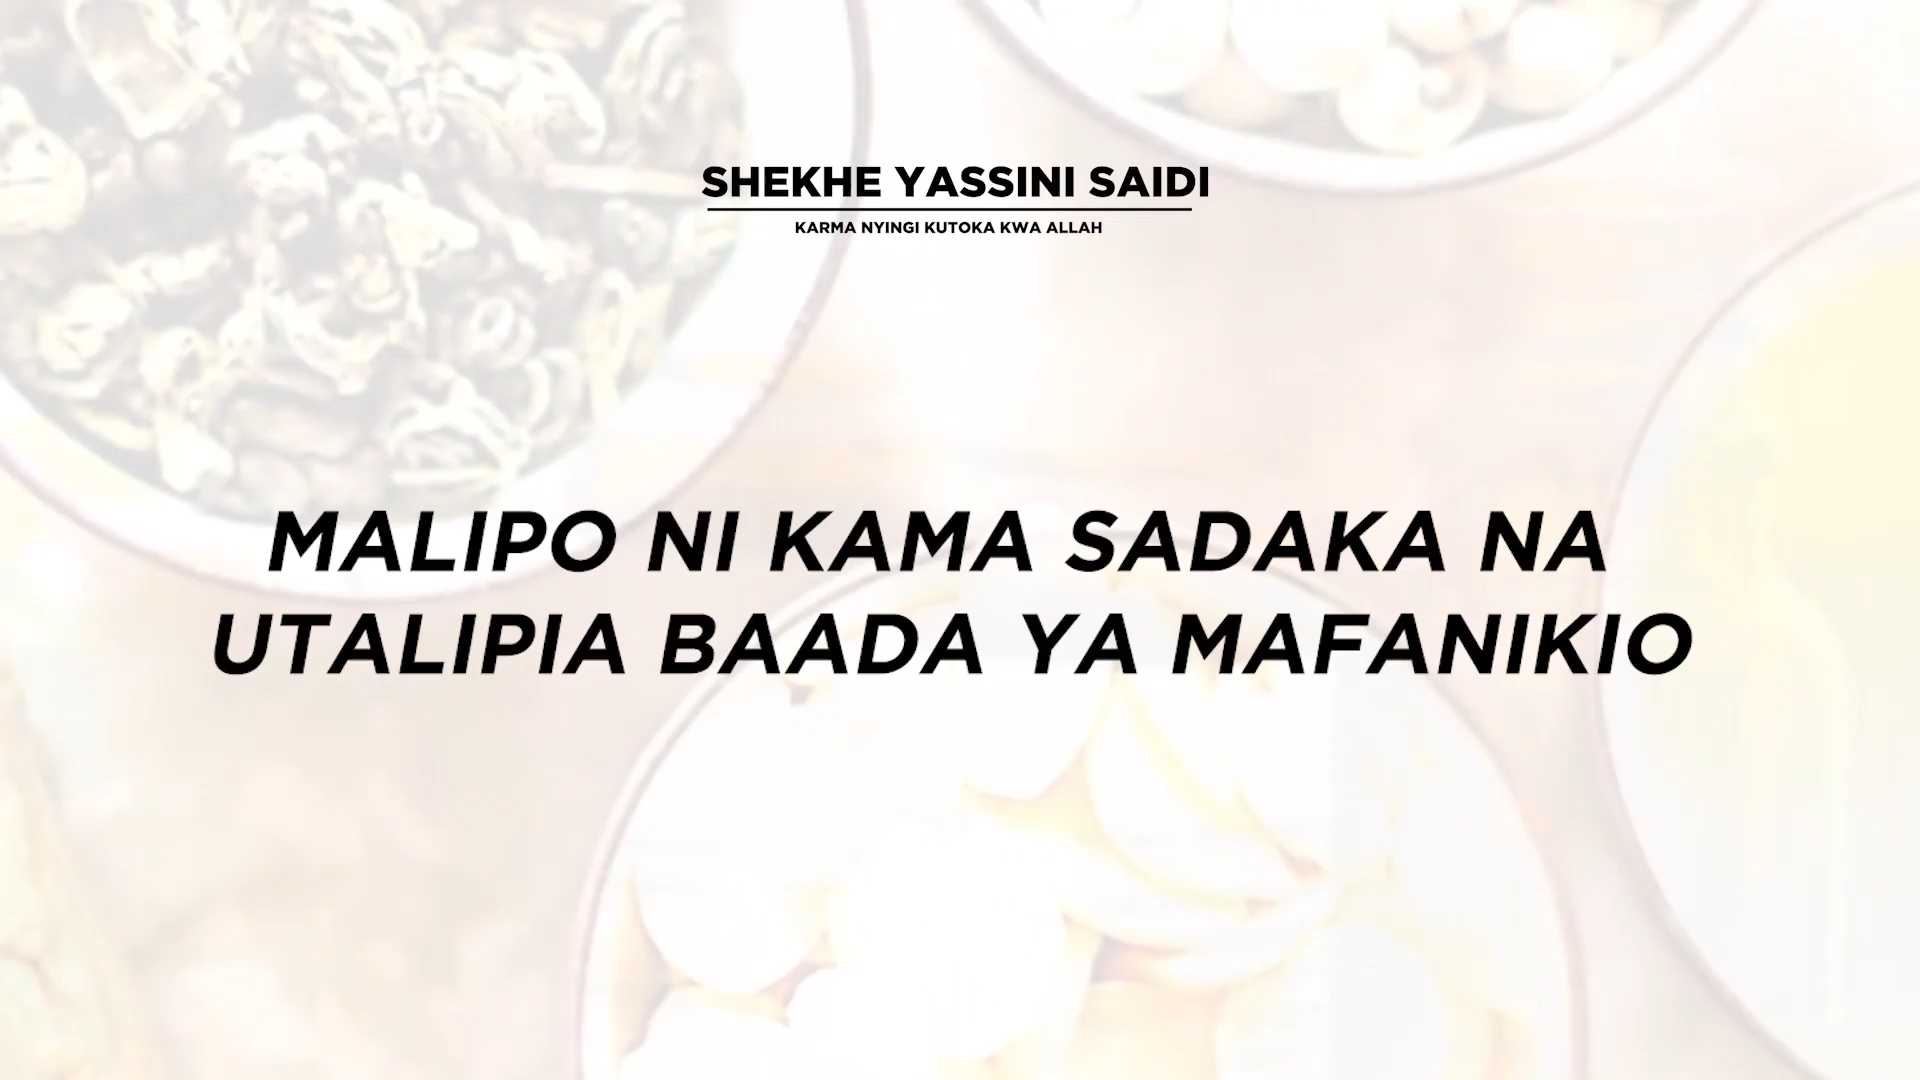 SHEKHE YASSINI SAIDI
KARMA NYINGI KUTOKA KWA ALLAH
MALIPO NI KAMA SADAKA NA
UTALIPIA BAADA YA MAFANIKIO